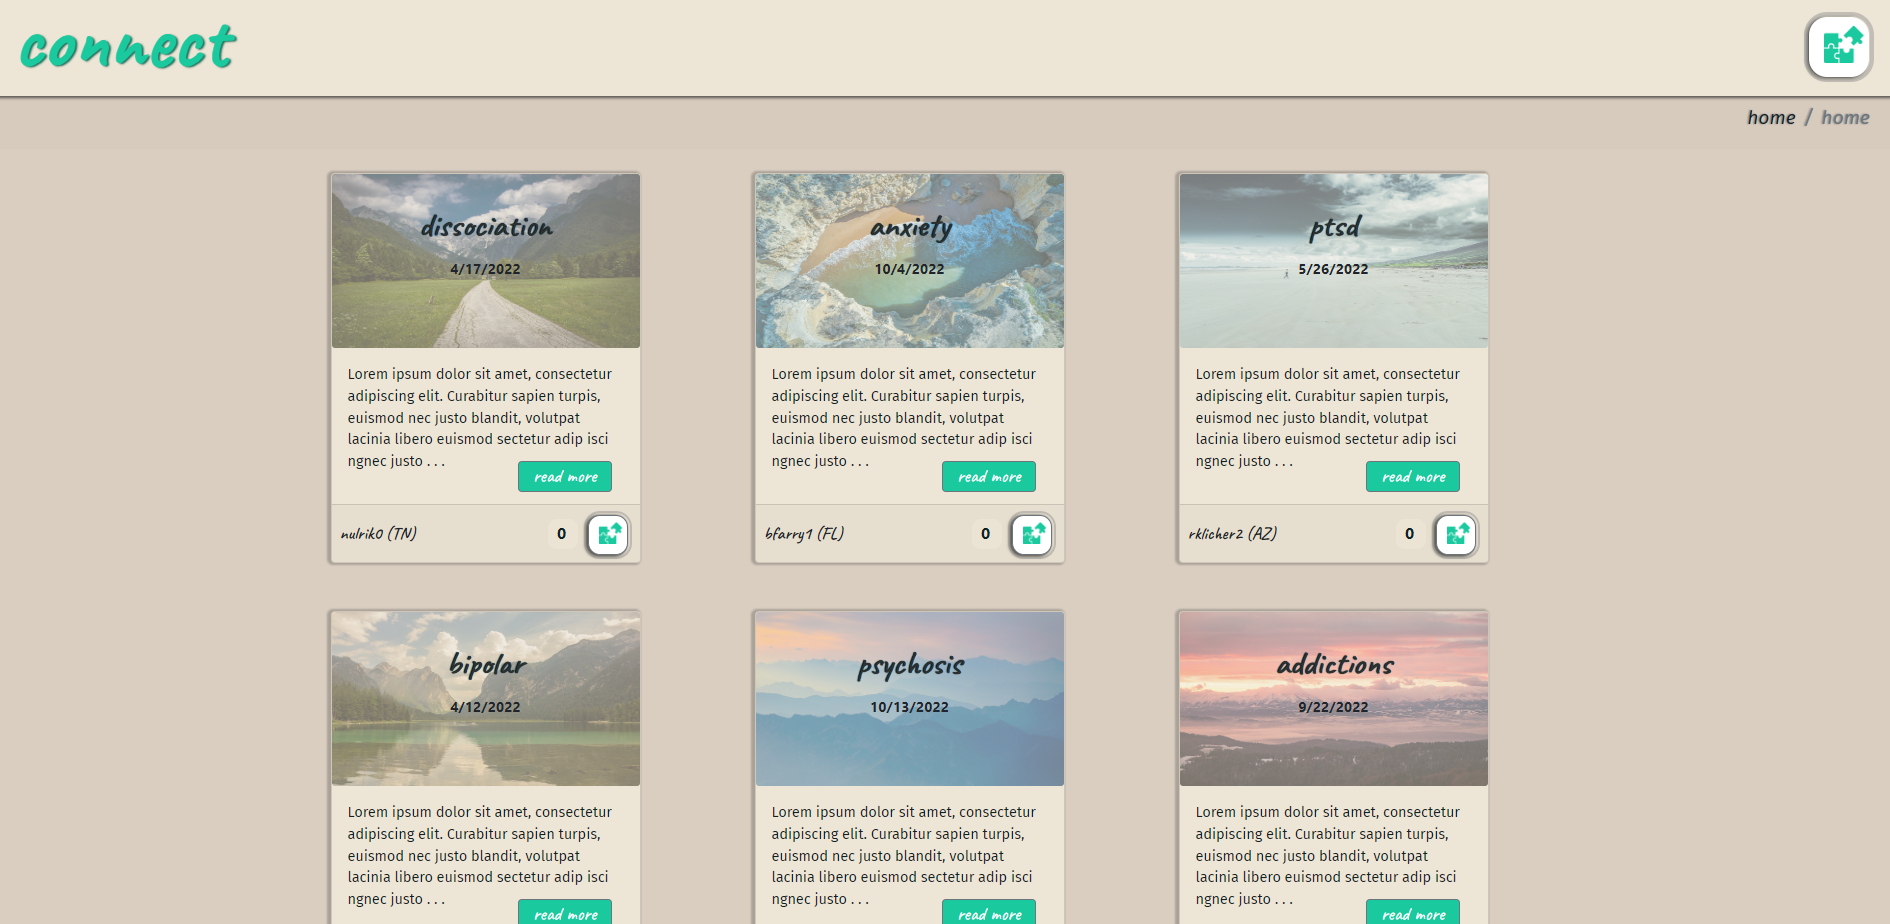 connect
home / home
dissociation
4/17/2022
Lorem ipsum dolor sit amet, consectetur
adipiscing elit. Curabitur sapien turpis,
euismod nec justo blandit, volutpat
lacinia libero euismod sectetur adip isci
ngnec justo . . .
read more
nulrik0 (TN)
0
anxiety
10/4/2022
Lorem ipsum dolor sit amet, consectetur
adipiscing elit. Curabitur sapien turpis,
euismod nec justo blandit, volutpat
lacinia libero euismod sectetur adip isci
ngnec justo . . .
read more
bfarry1 (FL)
0
ptsd
5/26/2022
Lorem ipsum dolor sit amet, consectetur
adipiscing elit. Curabitur sapien turpis,
euismod nec justo blandit, volutpat
lacinia libero euismod sectetur adip isci
ngnec justo . . .
read more
rklicher2 (AZ)
0
bipolar
4/12/2022
Lorem ipsum dolor sit amet, consectetur
adipiscing elit. Curabitur sapien turpis,
euismod nec justo blandit, volutpat
lacinia libero euismod sectetur adip isci
ngnec justo . . .
read more
psychosis
10/13/2022
Lorem ipsum dolor sit amet, consectetur
adipiscing elit. Curabitur sapien turpis,
euismod nec justo blandit, volutpat
lacinia libero euismod sectetur adip isci
ngnec justo . . .
read more
addictions
9/22/2022
Lorem ipsum dolor sit amet, consectetur
adipiscing elit. Curabitur sapien turpis,
euismod nec justo blandit, volutpat
lacinia libero euismod sectetur adip isci
ngnec justo . . .
read more